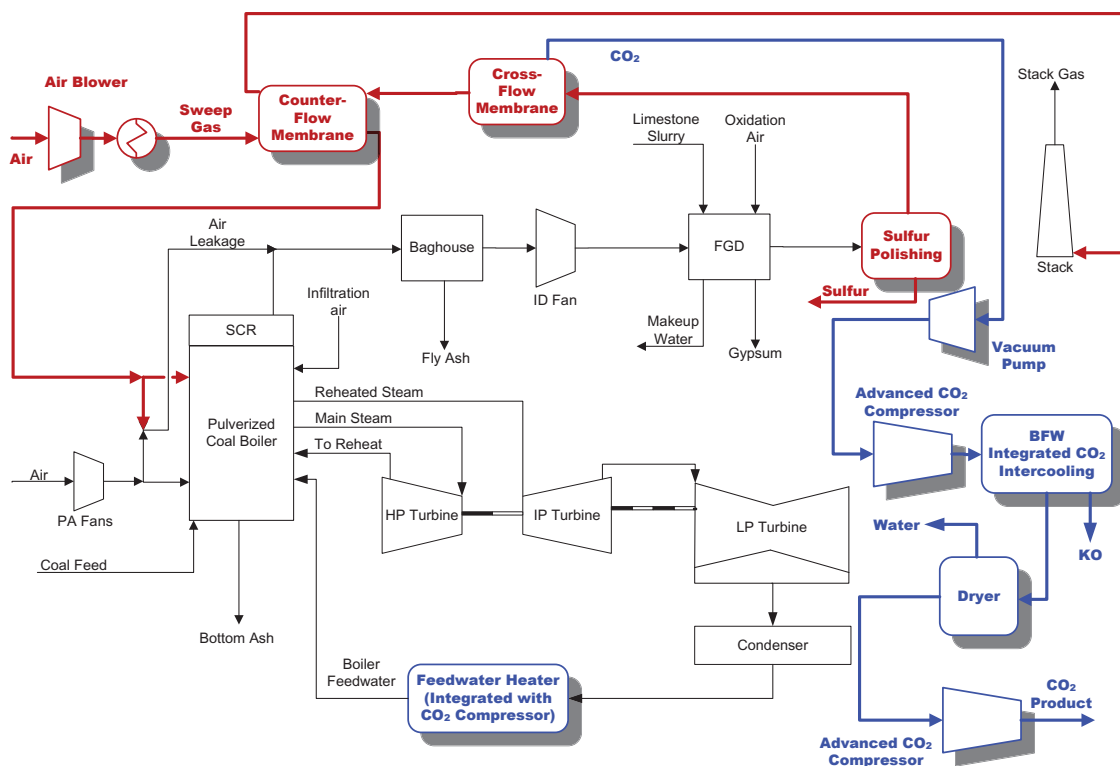 CO₂
Stack Gas
Air Blower
Cross-
Flow
Membrane
Counter-
Flow
Membrane
Sweep
Gas
Air
Limestone
Slurry
Oxidation
Air
Air
Leakage
Baghouse
ID Fan
FGD
Sulfur
Polishing
Stack
Sulfur
Infiltration
air
SCR
Fly Ash
Makeup
Water
Gypsum
Vacuum
Pump
Reheated Steam
Main Steam
To Reheat
Pulverized
Coal Boiler
Advanced CO₂
Compressor
BFW
Integrated CO₂
Intercooling
Air
PA Fans
HP Turbine
IP Turbine
LP Turbine
Water
KO
Coal Feed
Dryer
Bottom Ash
Condenser
Boiler
Feedwater
Feedwater Heater
(Integrated with
CO₂ Compressor)
CO₂
Product
Advanced CO₂
Compressor